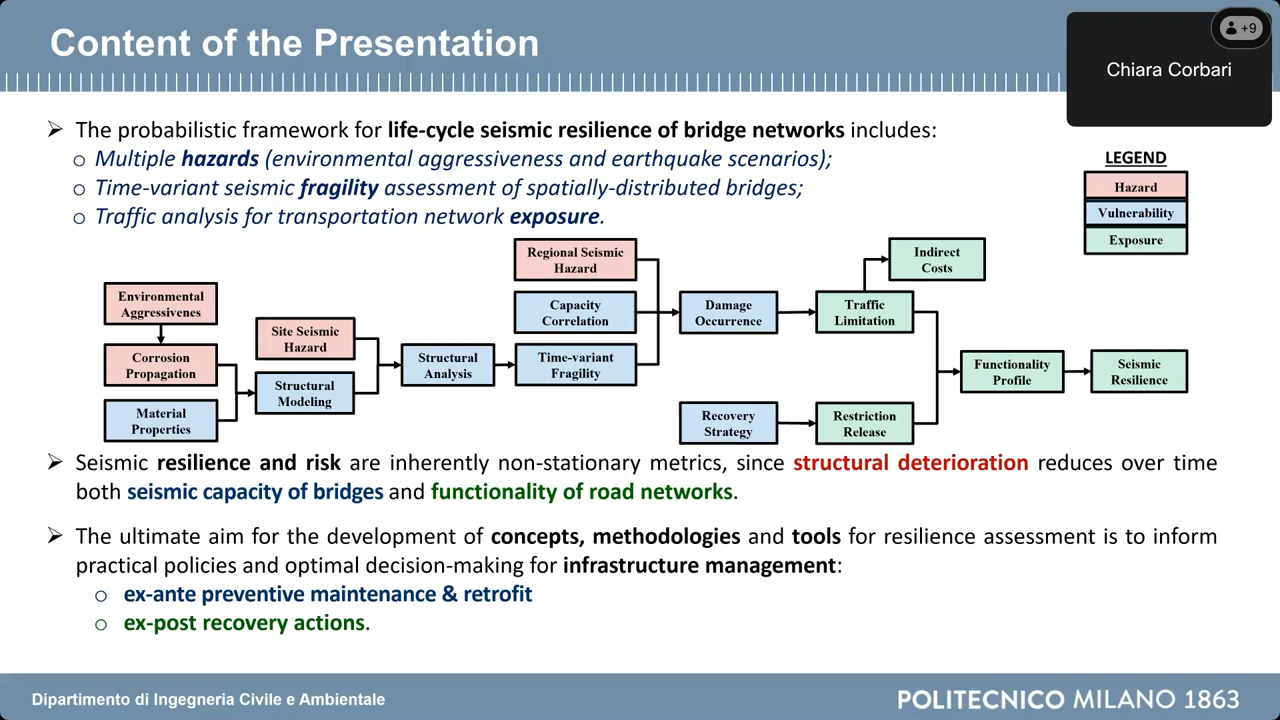 Content of the Presentation
+9
Chiara Corbari
➢ The probabilistic framework for life-cycle seismic resilience of bridge networks includes:
o Multiple hazards (environmental aggressiveness and earthquake scenarios);
o Time-variant seismic fragility assessment of spatially-distributed bridges;
o Traffic analysis for transportation network exposure.
LEGEND
Hazard
Vulnerability
Exposure
Environmental
Aggressivenes
Corrosion
Propagation
Material
Properties
Site Seismic
Hazard
Structural
Modeling
Structural
Analysis
Regional Seismic
Hazard
Capacity
Correlation
Time-variant
Fragility
Damage
Occurrence
Recovery
Strategy
Indirect
Costs
Traffic
Limitation
Restriction
Release
Functionality
Profile
Seismic
Resilience
➢ Seismic resilience and risk are inherently non-stationary metrics, since structural deterioration reduces over time
both seismic capacity of bridges and functionality of road networks.
➢ The ultimate aim for the development of concepts, methodologies and tools for resilience assessment is to inform
practical policies and optimal decision-making for infrastructure management:
o ex-ante preventive maintenance & retrofit
o ex-post recovery actions.
Dipartimento di Ingegneria Civile e Ambientale
POLITECNICO MILANO 1863